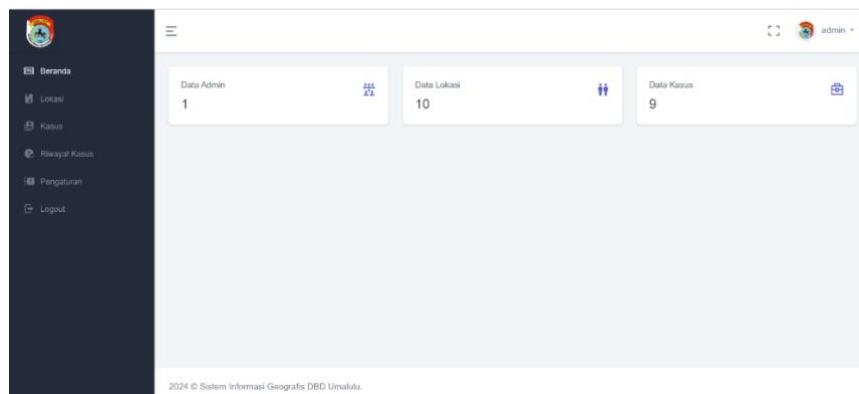 admin
Beranda
Lokasi
Kasus
Riwayat Kasus
Pengaturan
Logout
Data Admin
1
Data Lokasi
10
Data Kasus
9
2024 © Sistem Informasi Geografis DBD Umalulu.